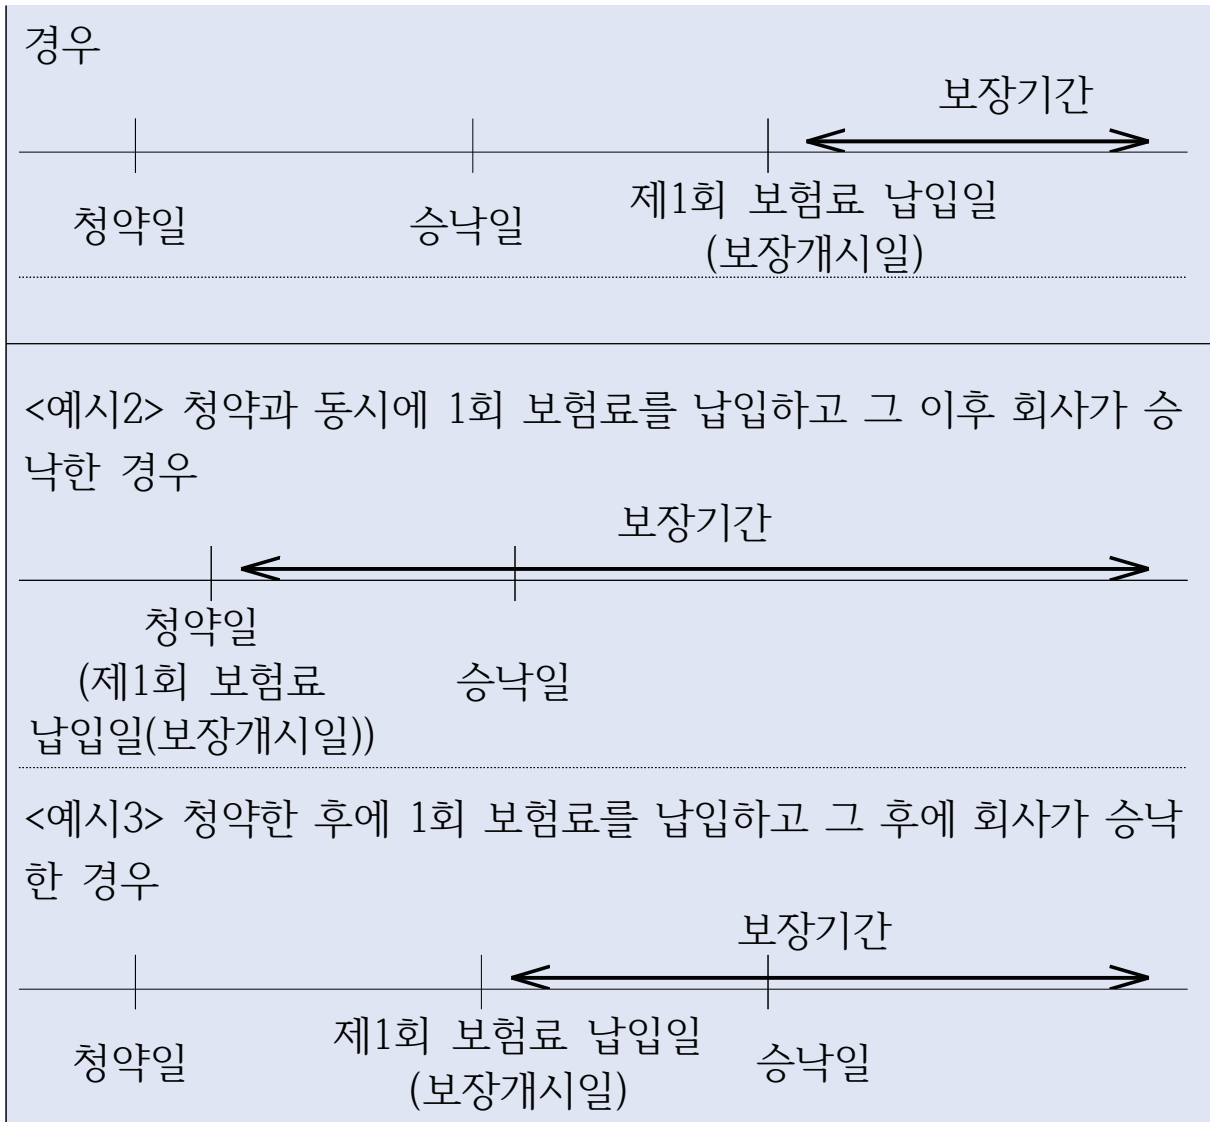 경우
보장기간
청약일 승낙일 제1회 보험료 납입일
(보장개시일)
<예시2> 청약과 동시에 1회 보험료를 납입하고 그 이후 회사가 승
낙한 경우
보장기간
청약일
(제1회 보험료 승낙일
납입일(보장개시일))
<예시3> 청약한 후에 1회 보험료를 납입하고 그 후에 회사가 승낙
한 경우
보장기간
청약일 제1회 보험료 납입일 승낙일
(보장개시일)